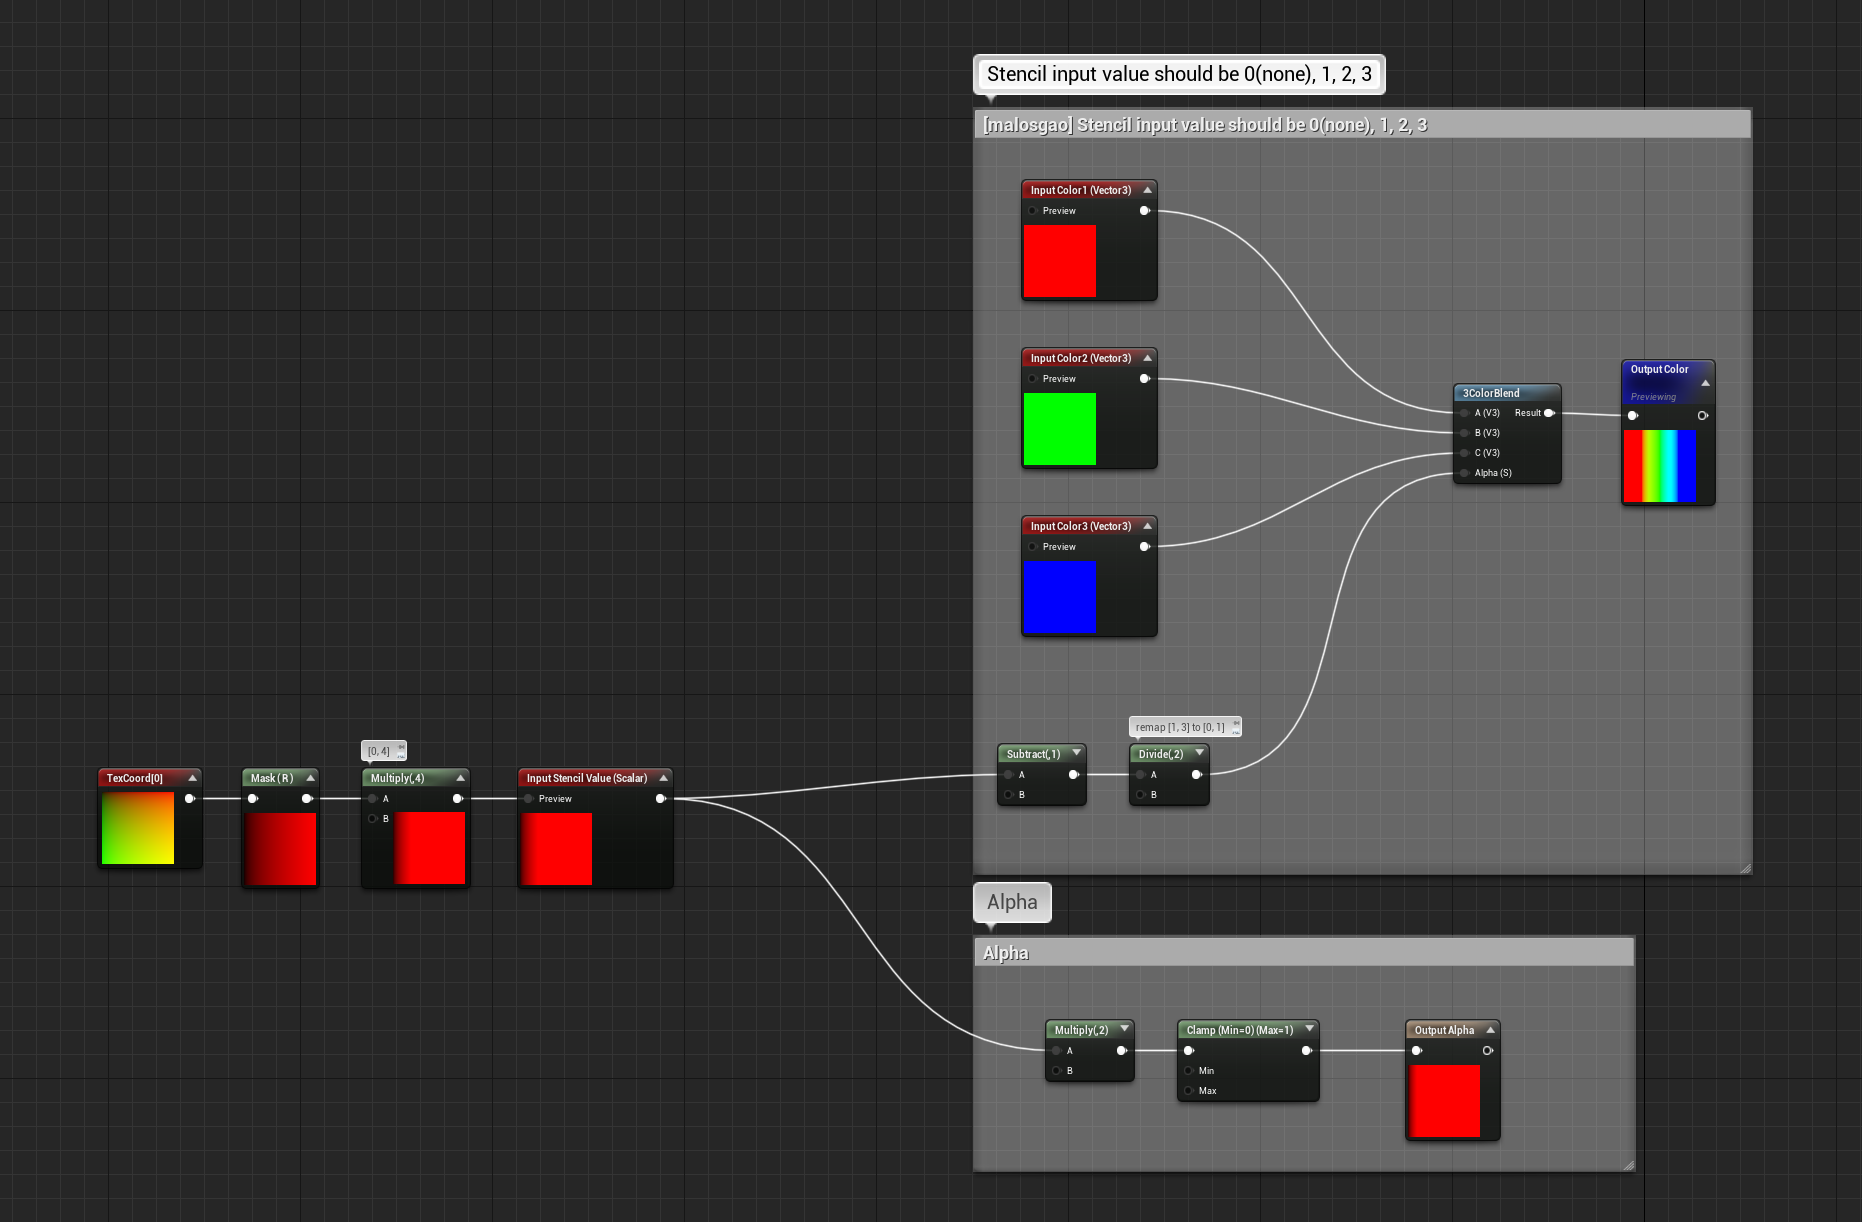 Stencil input value should be 0(none), 1, 2, 3
[malosgao] Stencil input value should be 0(none), 1, 2, 3
Input Color1 (Vector3)
Preview
Input Color2 (Vector3)
Preview
Input Color3 (Vector3)
Preview
3ColorBlend
A (V3) Result
B (V3)
C (V3)
Alpha (S)
Output Color
Previewing
remap [1, 3] to [0, 1]
Subtract(,1)
A
B
Divide(,2)
A
B
[0, 4]
TexCoord[0]
Mask ( R )
Multiply(,4)
A
B
Input Stencil Value (Scalar)
Preview
Alpha
Alpha
Multiply(,2)
A
B
Clamp (Min=0) (Max=1)
Min
Max
Output Alpha